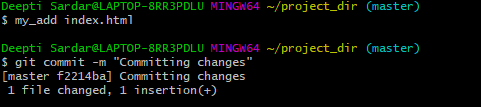 Deepti Sardar@LAPTOP-8RR3PDLU MINGW64 ~/project_dir (master)
$ my_add index.html
Deepti Sardar@LAPTOP-8RR3PDLU MINGW64 ~/project_dir (master)
$ git commit -m "Committing changes"
[master f2214ba] Committing changes
 1 file changed, 1 insertion(+)